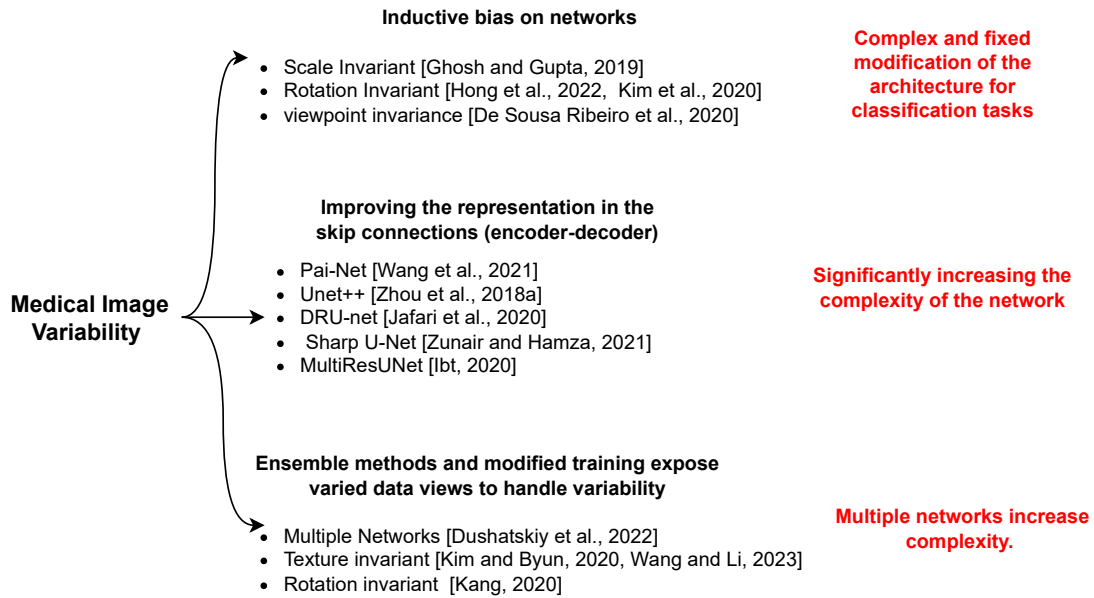 Inductive bias on networks
• Scale Invariant [Ghosh and Gupta, 2019]
• Rotation Invariant [Hong et al., 2022, Kim et al., 2020]
• viewpoint invariance [De Sousa Ribeiro et al., 2020]
Complex and fixed
modification of the
architecture for
classification tasks
Medical Image
Variability
Improving the representation in the
skip connections (encoder-decoder)
• Pai-Net [Wang et al., 2021]
• Unet++ [Zhou et al., 2018a]
• DRU-net [Jafari et al., 2020]
• Sharp U-Net [Zunair and Hamza, 2021]
• MultiResUNet [Ibt, 2020]
Significantly increasing the
complexity of the network
Ensemble methods and modified training expose
varied data views to handle variability
• Multiple Networks [Dushatskiy et al., 2022]
• Texture invariant [Kim and Byun, 2020, Wang and Li, 2023]
• Rotation invariant [Kang, 2020]
Multiple networks increase
complexity.